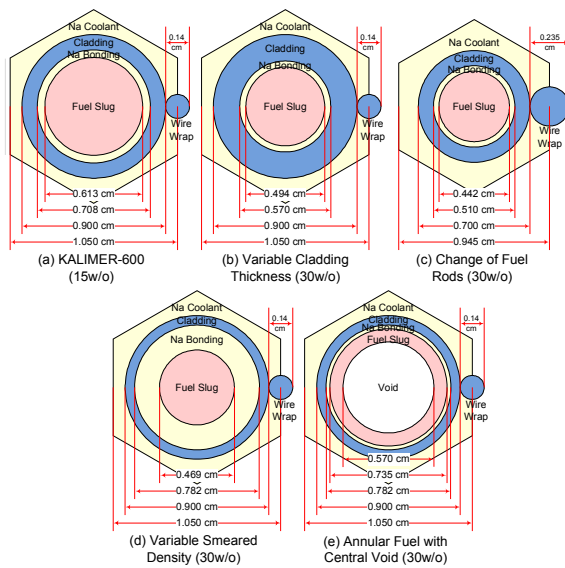 Na Coolant
Cladding
Na Bonding
Fuel Slug
0.14
cm
Wire
Wrap
0.613 cm
0.708 cm
0.900 cm
1.050 cm
(a) KALIMER-600
(15w/o)
Na Coolant
Cladding
Na Bonding
Fuel Slug
0.14
cm
Wire
Wrap
0.494 cm
0.570 cm
0.900 cm
1.050 cm
(b) Variable Cladding
Thickness (30w/o)
Na Coolant
Cladding
Na Bonding
Fuel Slug
0.235
cm
Wire
Wrap
0.442 cm
0.510 cm
0.700 cm
0.945 cm
(c) Change of Fuel
Rods (30w/o)
Na Coolant
Cladding
Na Bonding
Fuel Slug
0.14
cm
Wire
Wrap
0.469 cm
0.782 cm
0.900 cm
1.050 cm
(d) Variable Smeared
Density (30w/o)
Na Coolant
Cladding
Na Bonding
Fuel Slug
Void
0.14
cm
Wire
Wrap
0.570 cm
0.735 cm
0.782 cm
0.900 cm
1.050 cm
(e) Annular Fuel with
Central Void (30w/o)